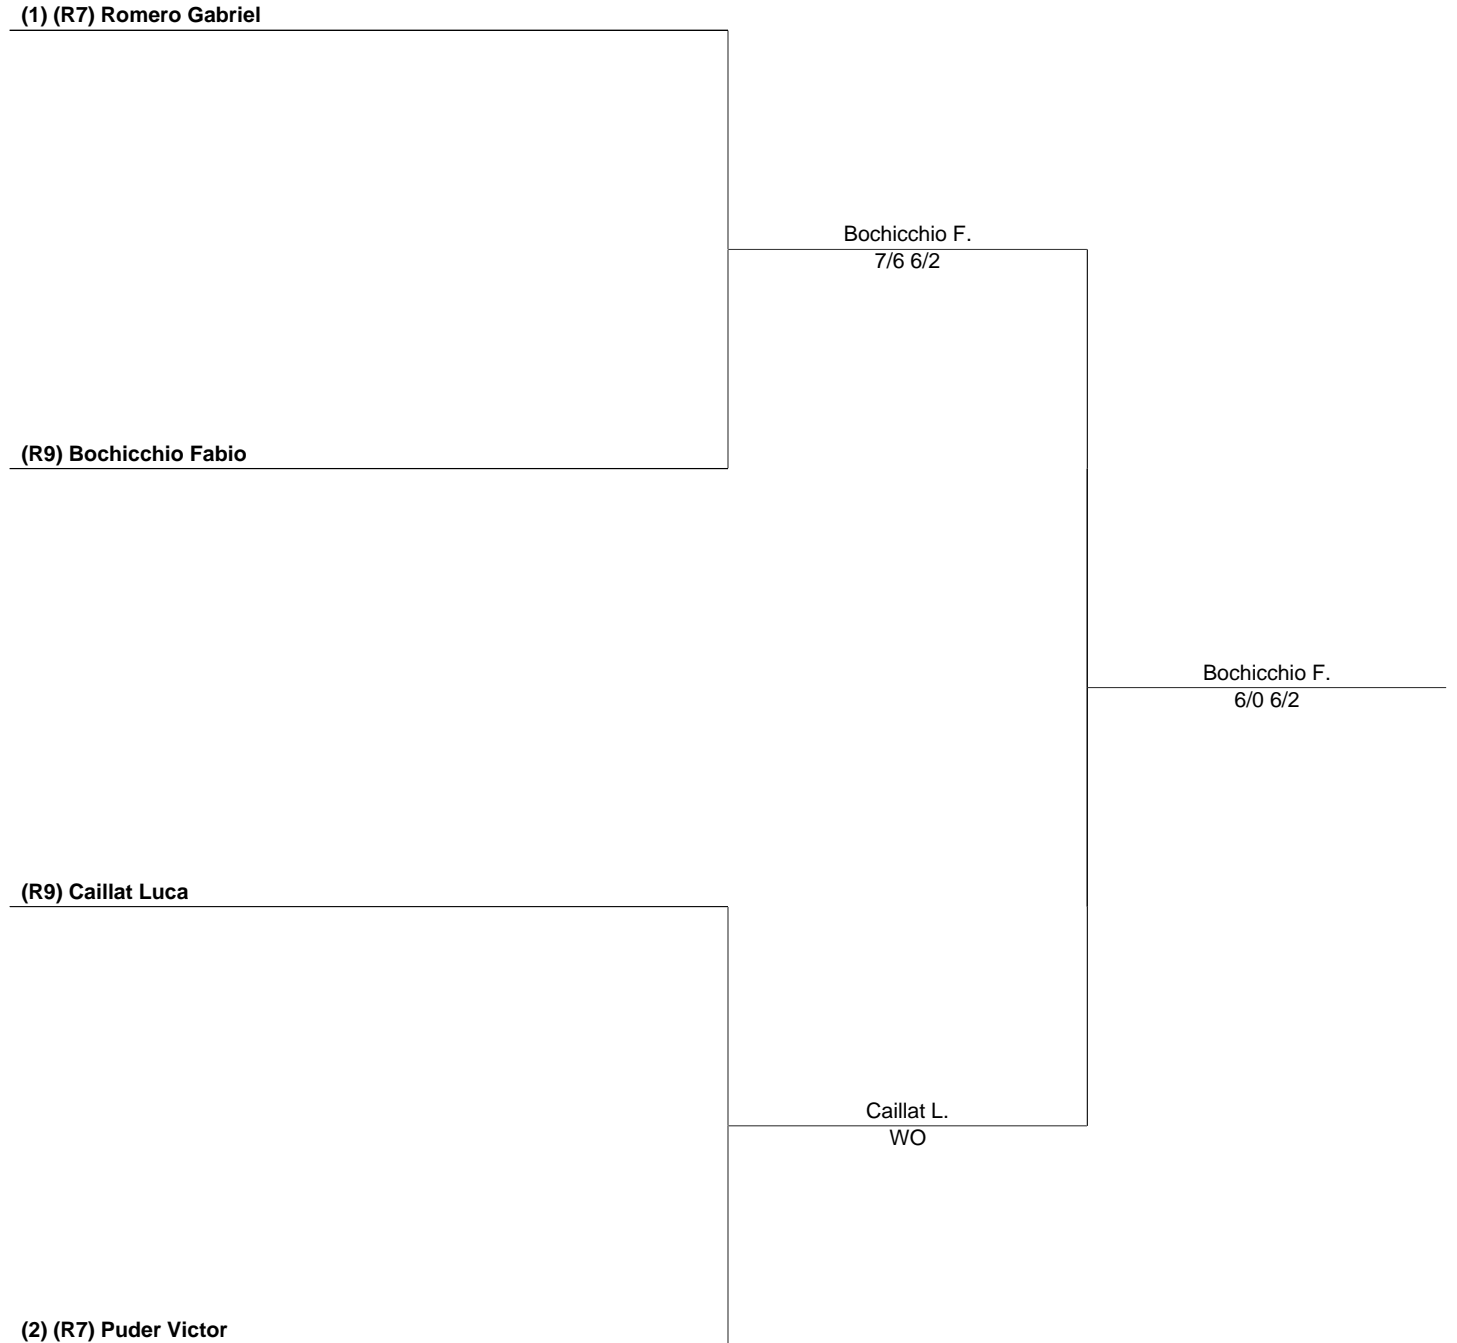 (1) (R7) Romero Gabriel
Bochicchio F.
7/6 6/2
(R9) Bochicchio Fabio
Bochicchio F.
6/0 6/2
(R9) Caillat Luca
Caillat L.
WO
(2) (R7) Puder Victor